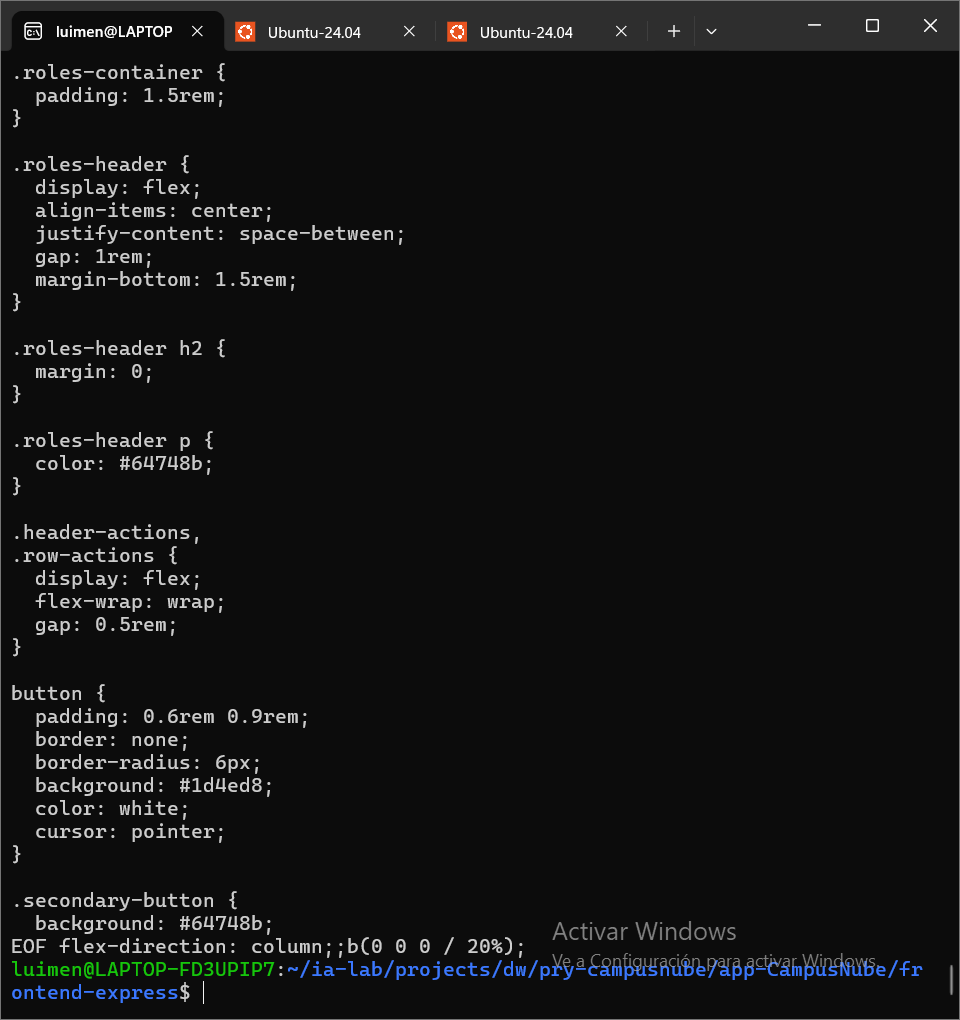 luimen@LAPTOP
Ubuntu-24.04
Ubuntu-24.04
.roles-container {
  padding: 1.5rem;
}

.roles-header {
  display: flex;
  align-items: center;
  justify-content: space-between;
  gap: 1rem;
  margin-bottom: 1.5rem;
}

.roles-header h2 {
  margin: 0;
}

.roles-header p {
  color: #64748b;
}

.header-actions,
.row-actions {
  display: flex;
  flex-wrap: wrap;
  gap: 0.5rem;
}

button {
  padding: 0.6rem 0.9rem;
  border: none;
  border-radius: 6px;
  background: #1d4ed8;
  color: white;
  cursor: pointer;
}

.secondary-button {
  background: #64748b;
EOF flex-direction: column;;b(0 0 0 / 20%);
luimen@LAPTOP-FD3UPIP7:~/ia-lab/projects/dw/pry-campusnube/app-CampusNube/fr
ontend-express$
Activar Windows
Ve a Configuración para activar Windows.